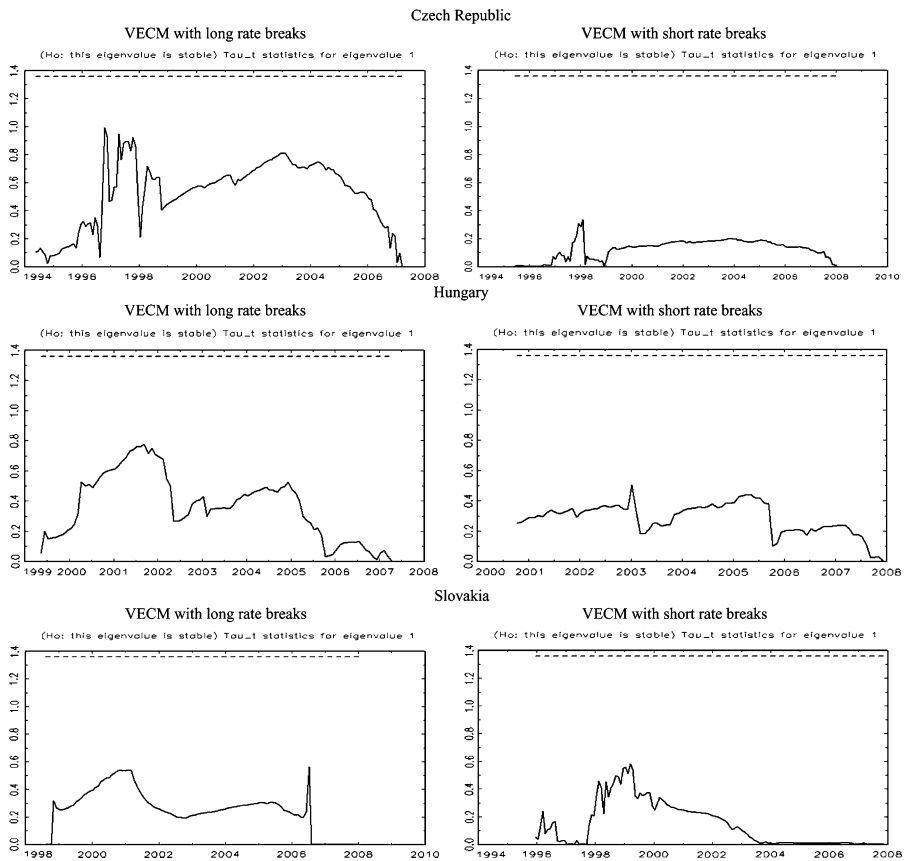 Czech Republic
VECM with long rate breaks
VECM with short rate breaks
(Ho: this eigenvalue is stable) Tau_t statistics for eigenvalue 1
(Ho: this eigenvalue is stable) Tau_t statistics for eigenvalue 1
1.4
1.2
1.0
0.8
0.6
0.4
0.2
0.0
1994 1996 1998 2000 2002 2004 2006 2008
1.4
1.2
1.0
0.8
0.6
0.4
0.2
0.0
1994 1996 1998 2000 2002 2004 2006 2008 2010
Hungary
VECM with long rate breaks
VECM with short rate breaks
(Ho: this eigenvalue is stable) Tau_t statistics for eigenvalue 1
(Ho: this eigenvalue is stable) Tau_t statistics for eigenvalue 1
1.4
1.2
1.0
0.8
0.6
0.4
0.2
0.0
1999 2000 2001 2002 2003 2004 2005 2006 2007 2008
1.4
1.2
1.0
0.8
0.6
0.4
0.2
0.0
2000 2001 2002 2003 2004 2005 2006 2007 2008
Slovakia
VECM with long rate breaks
VECM with short rate breaks
(Ho: this eigenvalue is stable) Tau_t statistics for eigenvalue 1
(Ho: this eigenvalue is stable) Tau_t statistics for eigenvalue 1
1.4
1.2
1.0
0.8
0.6
0.4
0.2
0.0
1998 2000 2002 2004 2006 2008 2010
1.4
1.2
1.0
0.8
0.6
0.4
0.2
0.0
1994 1996 1998 2000 2002 2004 2006 2008